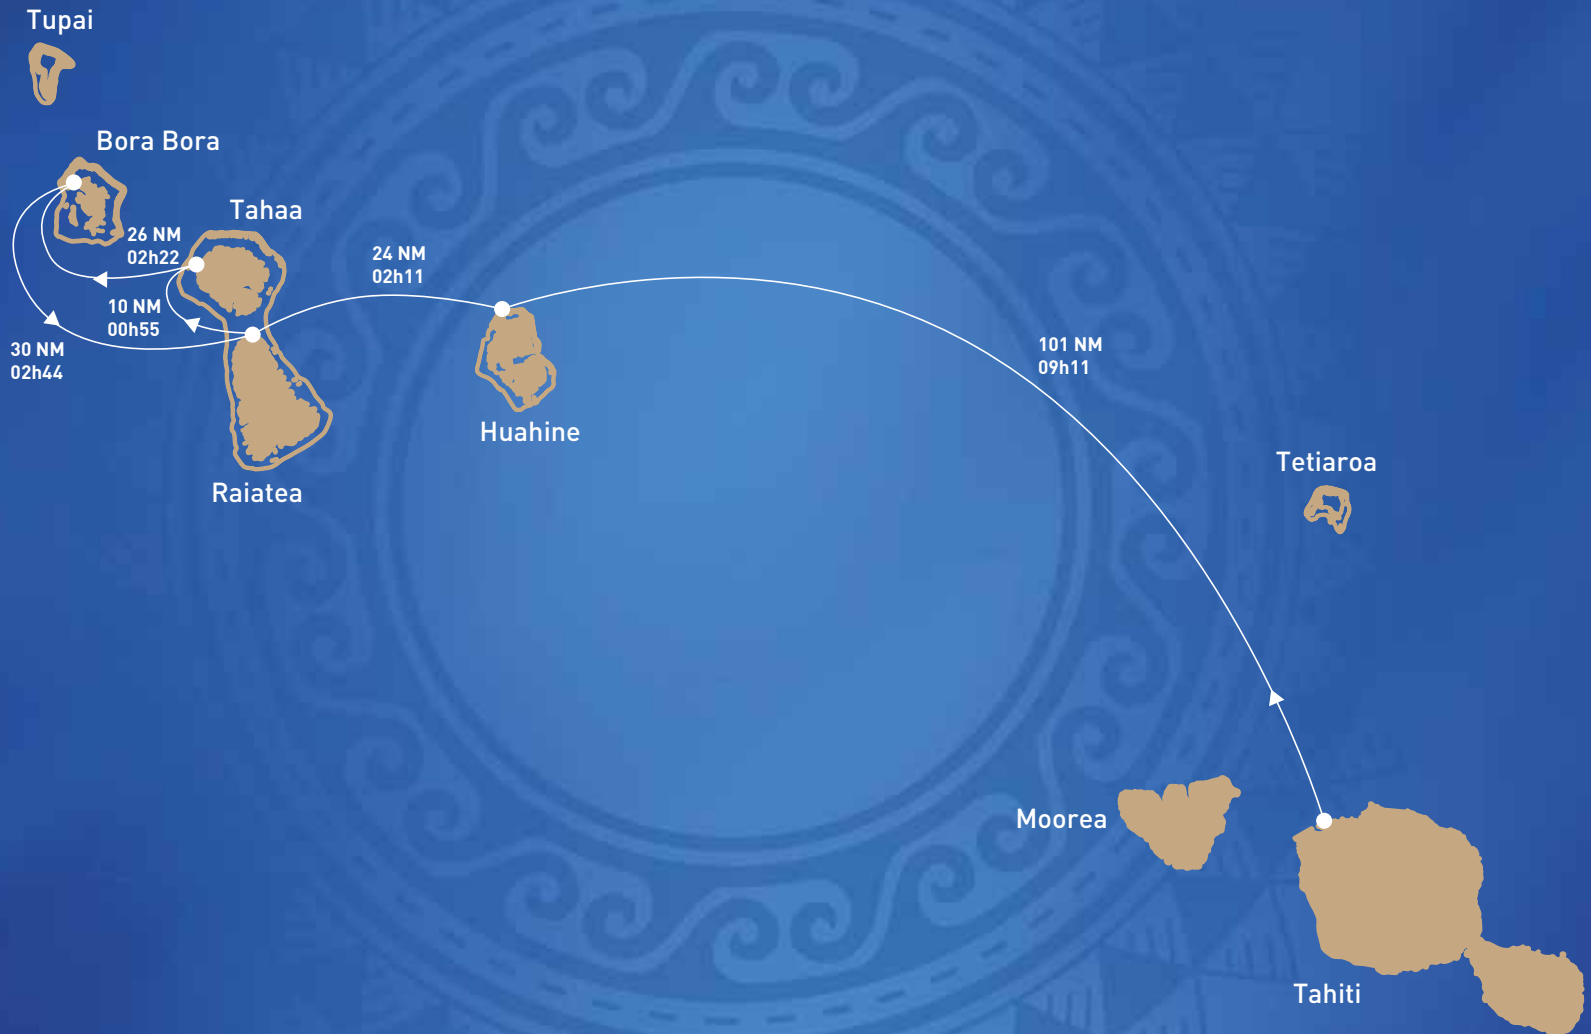 Tupai
Bora Bora
Tahaa
26 NM
02h22
24 NM
02h11
10 NM
00h55
30 NM
02h44
101 NM
09h11
Huahine
Raiatea
Tetiaroa
Moorea
Tahiti